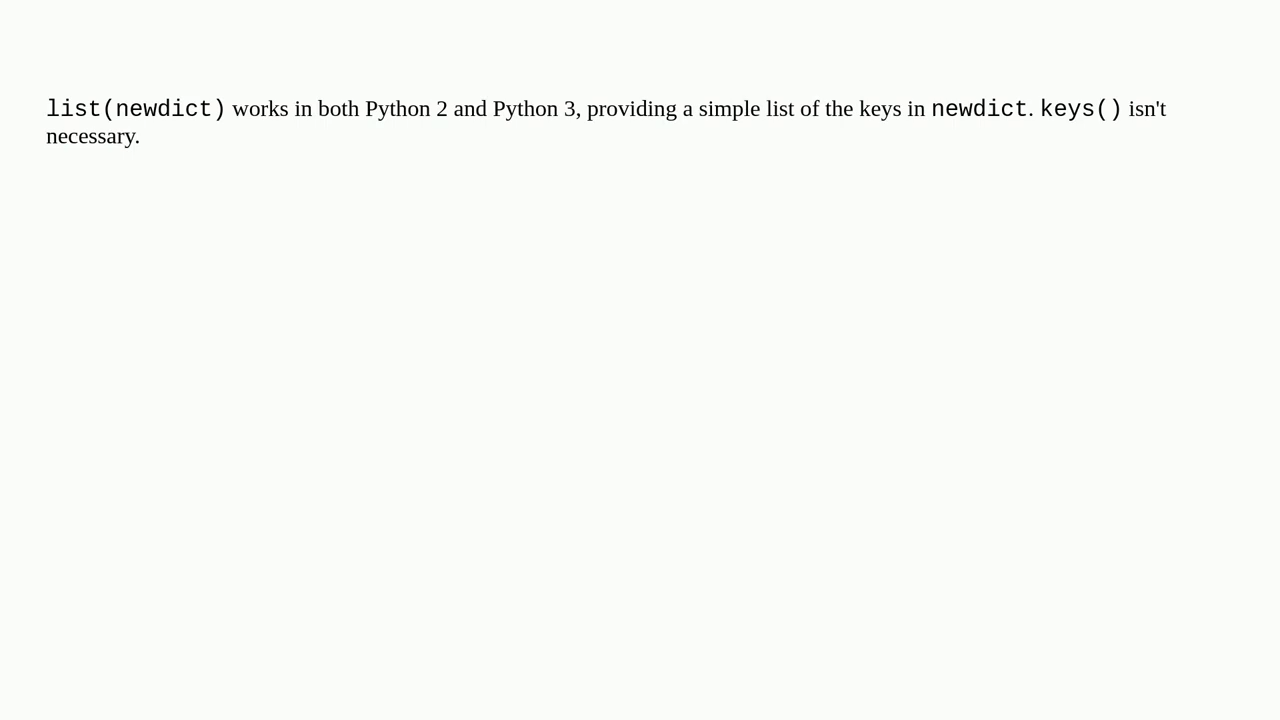 list(newdict) works in both Python 2 and Python 3, providing a simple list of the keys in newdict. keys() isn't
necessary.